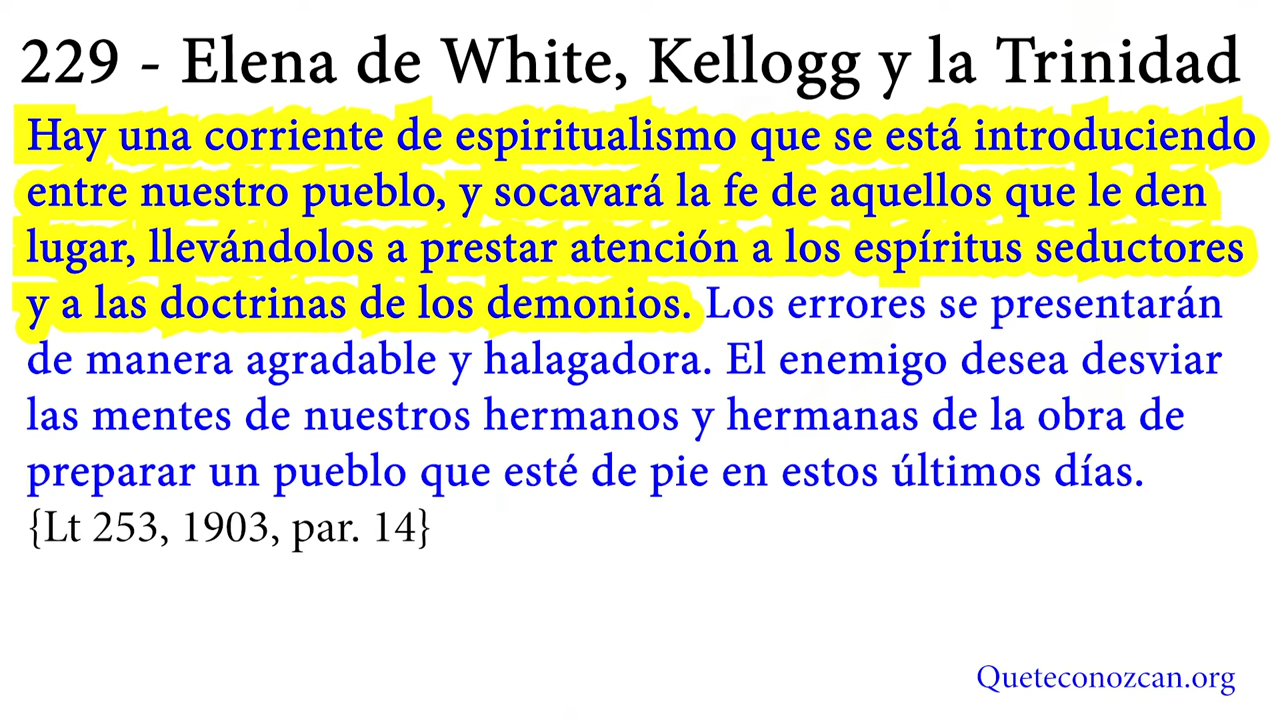 229 - Elena de White, Kellogg y la Trinidad
Hay una corriente de espiritualismo que se está introduciendo
entre nuestro pueblo, y socavará la fe de aquellos que le den
lugar, llevándolos a prestar atención a los espíritus seductores
y a las doctrinas de los demonios. Los errores se presentarán
de manera agradable y halagadora. El enemigo desea desviar
las mentes de nuestros hermanos y hermanas de la obra de
preparar un pueblo que esté de pie en estos últimos días.
{Lt 253, 1903, par. 14}
Queteconozcan.org